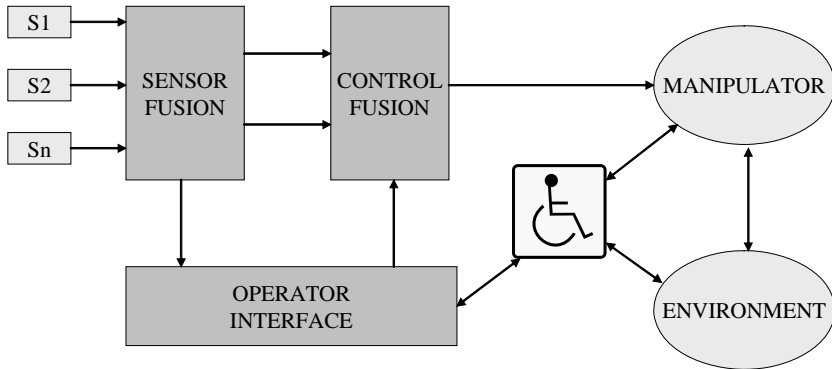 S1
S2
Sn
SENSOR
FUSION
CONTROL
FUSION
MANIPULATOR
OPERATOR
INTERFACE
ENVIRONMENT